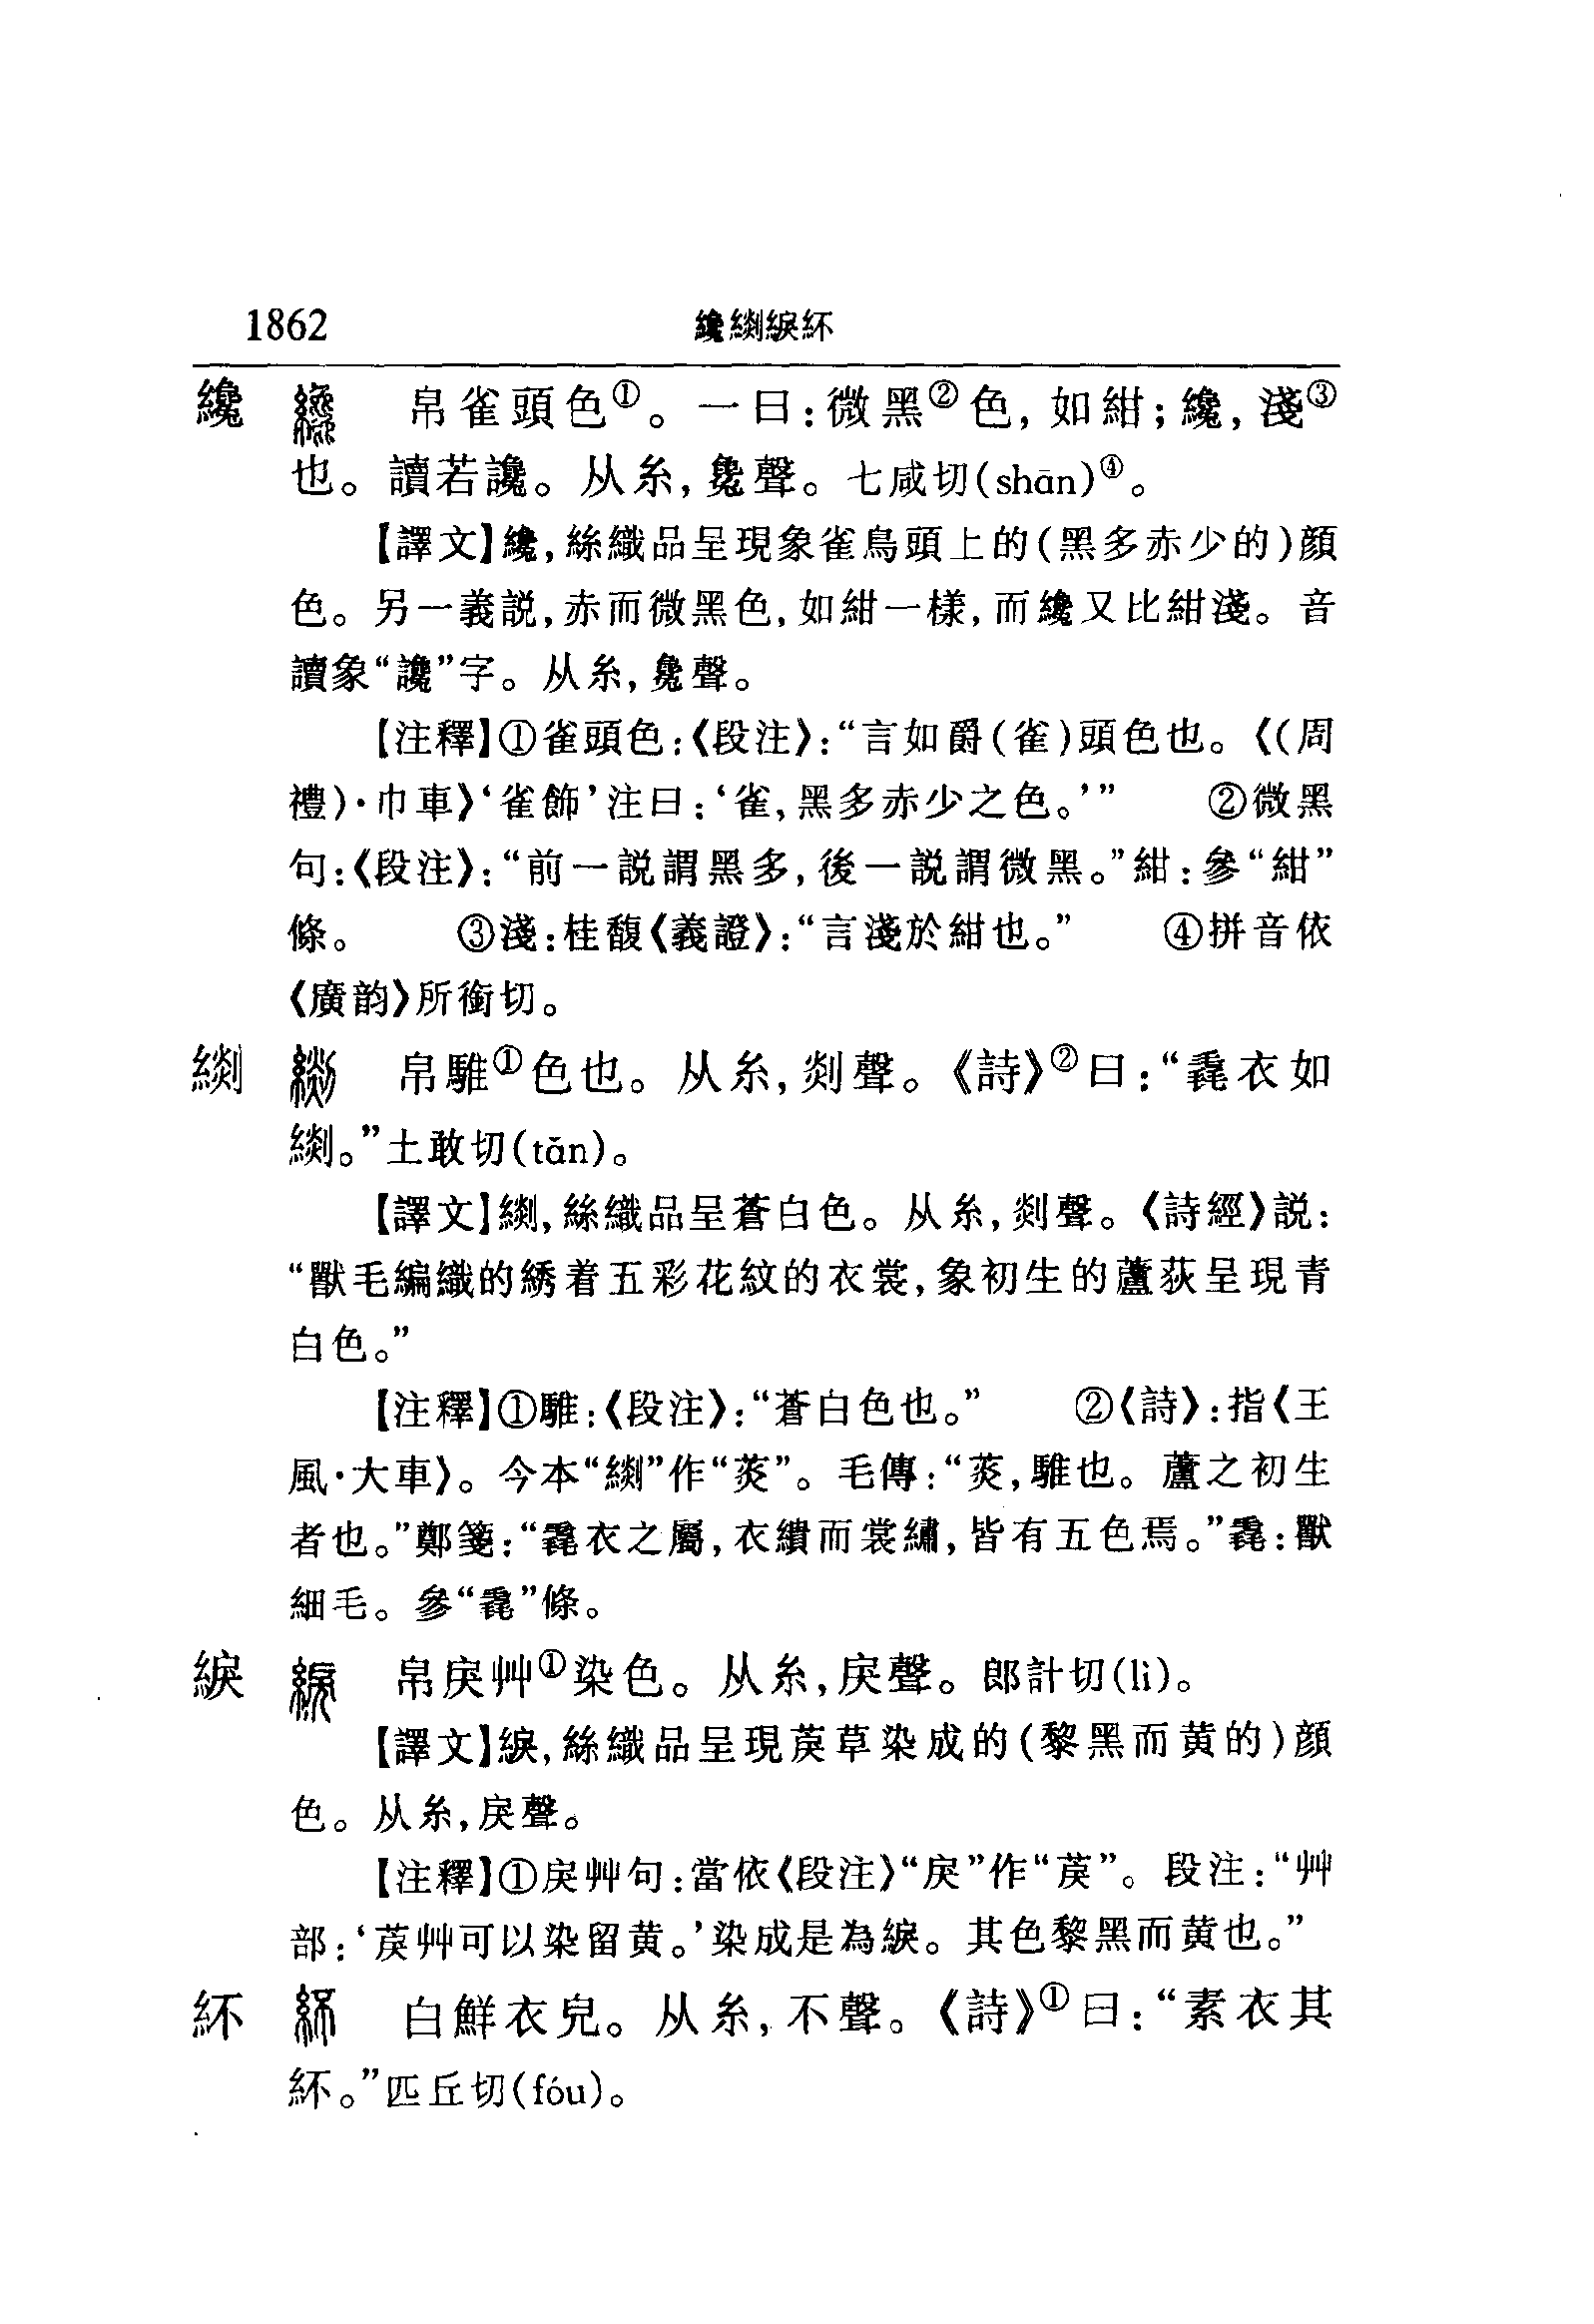 1862 纔緂綟紑
纔 帛雀頭色①。一曰:微黑②色,如紺;纔,淺③
也。讀若讒。从糸,毚聲。七咸切(shān)④。
【譯文】纔,絲織品呈現象雀鳥頭上的(黑多赤少的)顔
色。另一義説,赤而微黑色,如紺一樣,而纔又比紺淺。音
讀象“讒”字。从糸,毚聲。
【注釋】①雀頭色:《段注》:“言如爵(雀)頭色也。《(周
禮)·巾車》‘雀飾’注曰:‘雀,黑多赤少之色。’” ②微黑
句:《段注》:“前一説謂黑多,後一説謂微黑。”紺:參“紺”
條。 ③淺:桂馥《義證》:“言淺於紺也。” ④拼音依
《廣韵》所銜切。
𦃖 帛騅①色也。从糸,剡聲。《詩》②曰:“毳衣如
𦃖。”土敢切(tǎn)。
【譯文】𦃖,絲織品呈蒼白色。从糸,剡聲。《詩經》説:
“獸毛編織的綉着五彩花紋的衣裳,象初生的蘆荻呈現青
白色。”
【注釋】①騅:《段注》:“蒼白色也。” ②《詩》:指《王
風·大車》。今本“𦃖”作“菼”。毛傳:“菼,騅也。蘆之初生
者也。”鄭箋:“毳衣之屬,衣繢而裳繡,皆有五色焉。”毳:獸
細毛。參“毳”條。
綟 帛戾艸①染色。从糸,戾聲。郎計切(lì)。
【譯文】綟,絲織品呈現莀草染成的(黎黑而黄的)顔
色。从糸,戾聲。
【注釋】①戾艸句:當依《段注》“戾”作“䓞”。段注:“艸
部:‘䓞艸可以染留黄。’染成是為綟。其色黎黑而黄也。”
紑 白鮮衣皃。从糸,不聲。《詩》①曰:“素衣其
紑。”匹丘切(fóu)。